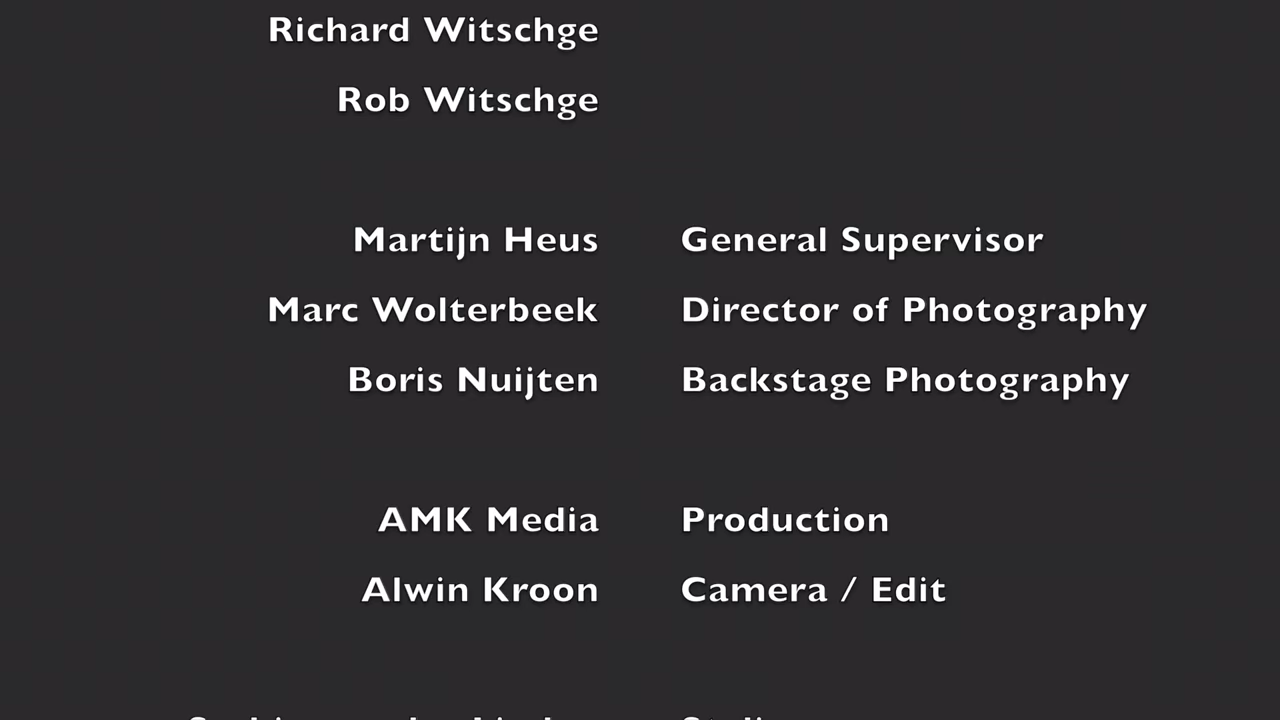 Richard Witschge
Rob Witschge
Martijn Heus General Supervisor
Marc Wolterbeek Director of Photography
Boris Nuijten Backstage Photography
AMK Media Production
Alwin Kroon Camera / Edit